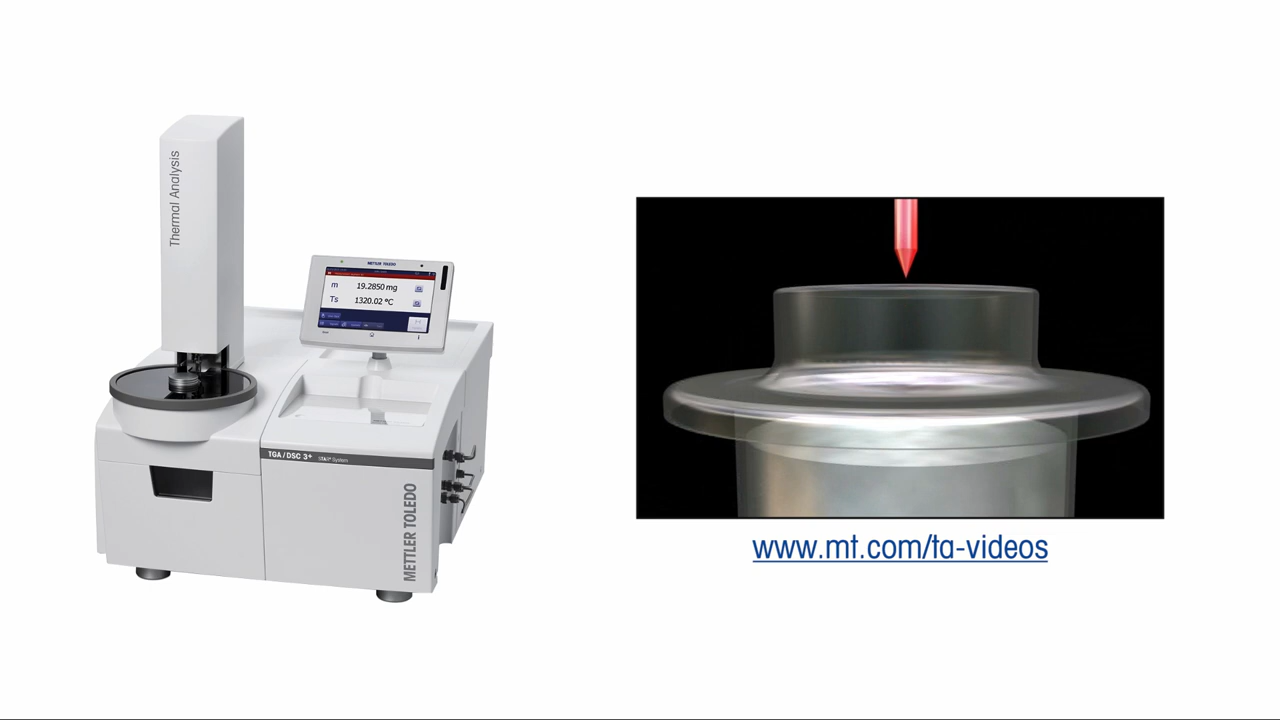 Thermal Analysis
METTLER TOLEDO
m 19.2850 mg
Ts 1320.02 °C
TGA / DSC 3+ STARe System
METTLER TOLEDO
www.mt.com/ta-videos